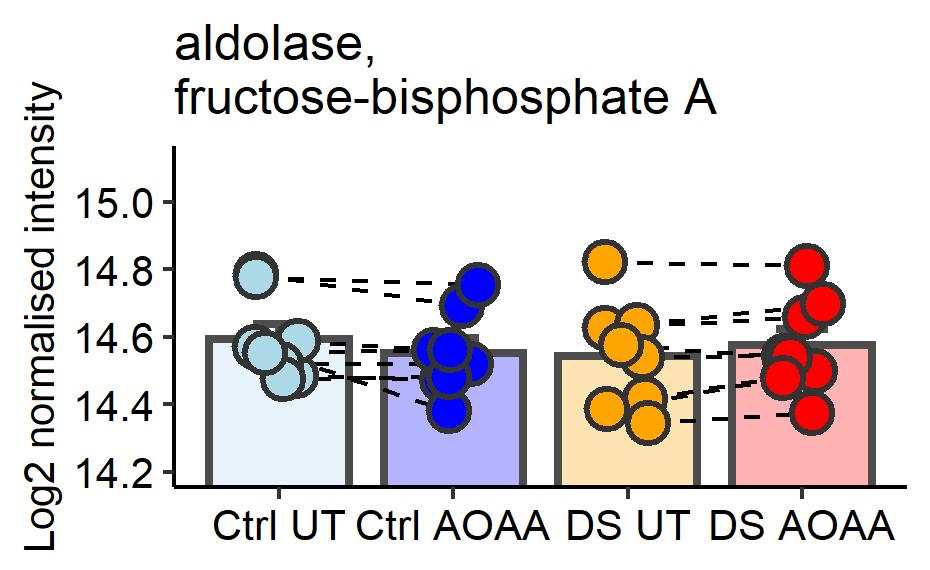 aldolase,
fructose-bisphosphate A
Log2 normalised intensity
15.0
14.8
14.6
14.4
14.2
Ctrl UT Ctrl AOAA DS UT DS AOAA